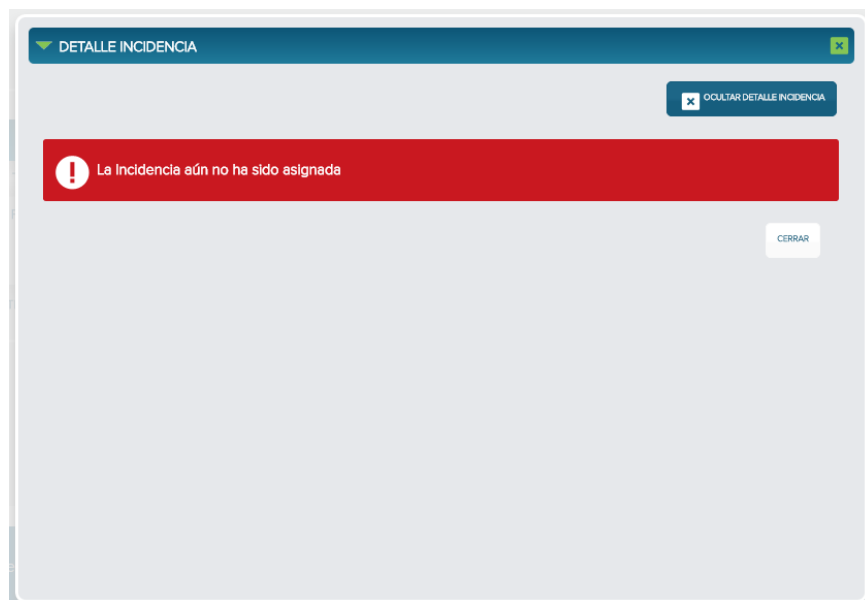 DETALLE INCIDENCIA
OCULTAR DETALLE INCIDENCIA
La Incidencia aún no ha sido asignada
CERRAR